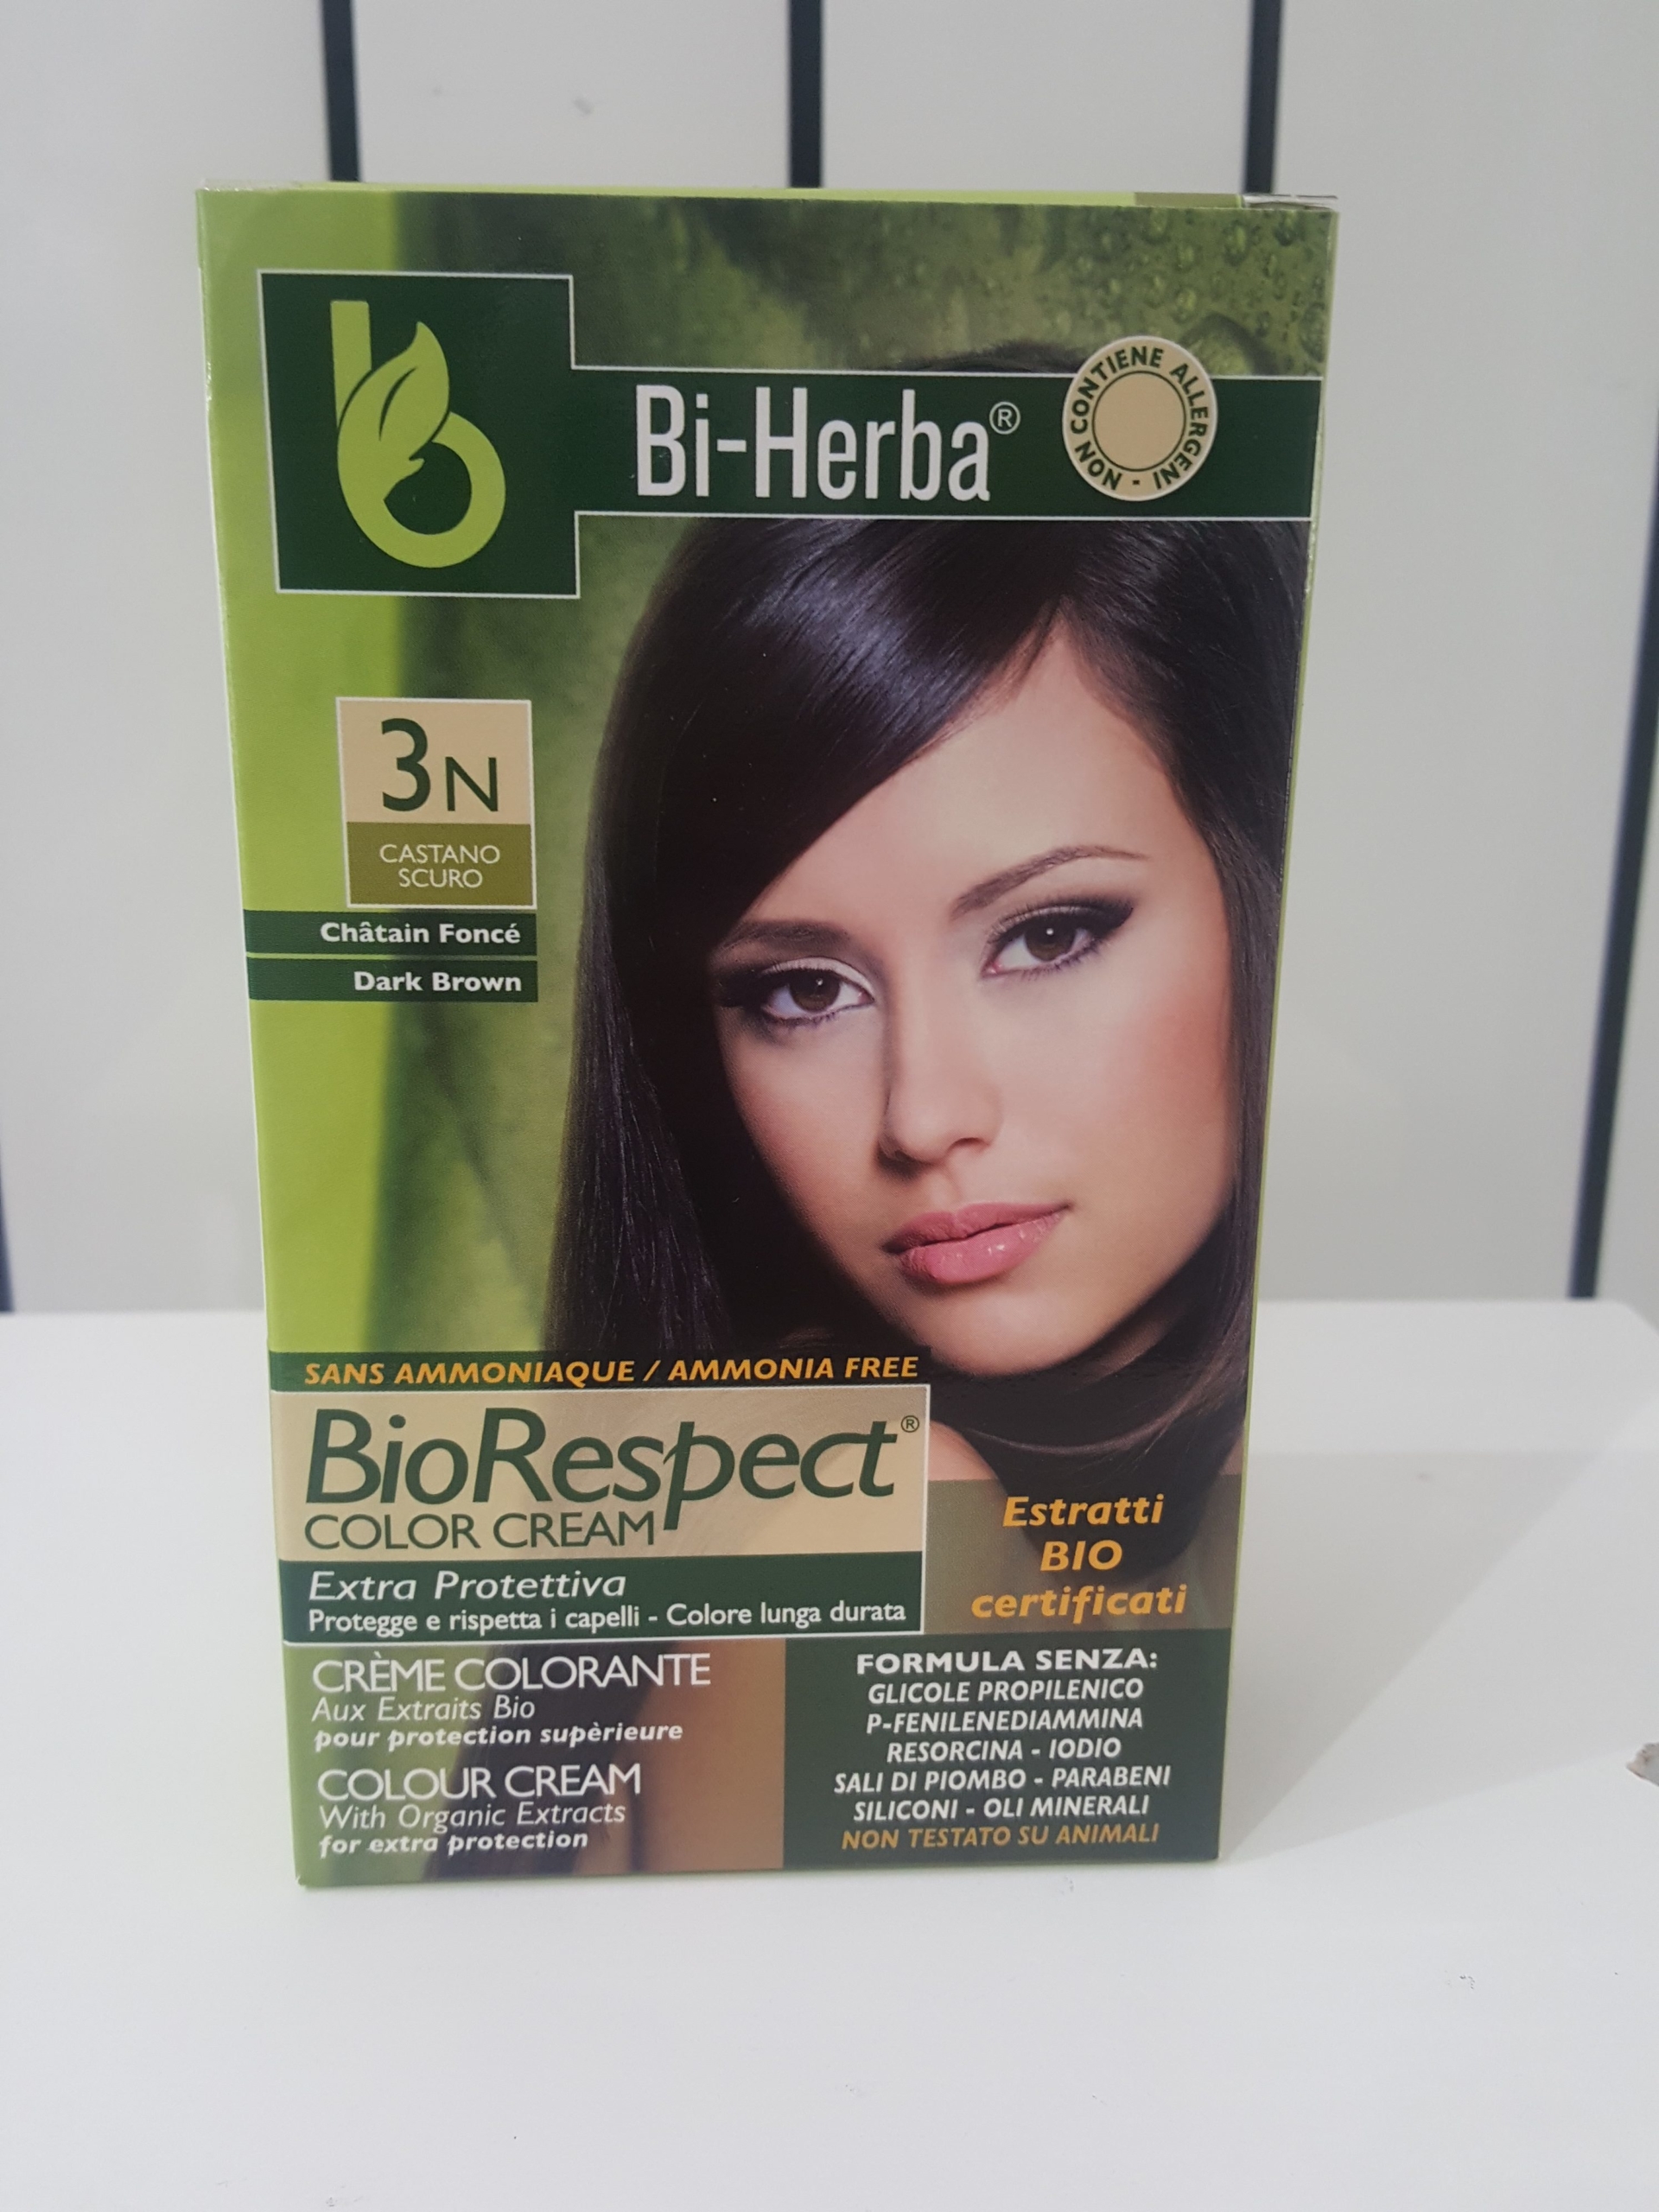 Bi-Herba®
NON CONTIENE ALLERGENI -
3N
CASTANO
SCURO
Châtain Foncé
Dark Brown
SANS AMMONIAQUE / AMMONIA FREE
BioRespect®
COLOR CREAM
Extra Protettiva
Protegge e rispetta i capelli - Colore lunga durata
Estratti
BIO
certificati
CRÈME COLORANTE
Aux Extraits Bio
pour protection supèrieure
COLOUR CREAM
With Organic Extracts
for extra protection
FORMULA SENZA:
GLICOLE PROPILENICO
P-FENILENEDIAMMINA
RESORCINA - IODIO
SALI DI PIOMBO - PARABENI
SILICONI - OLI MINERALI
NON TESTATO SU ANIMALI